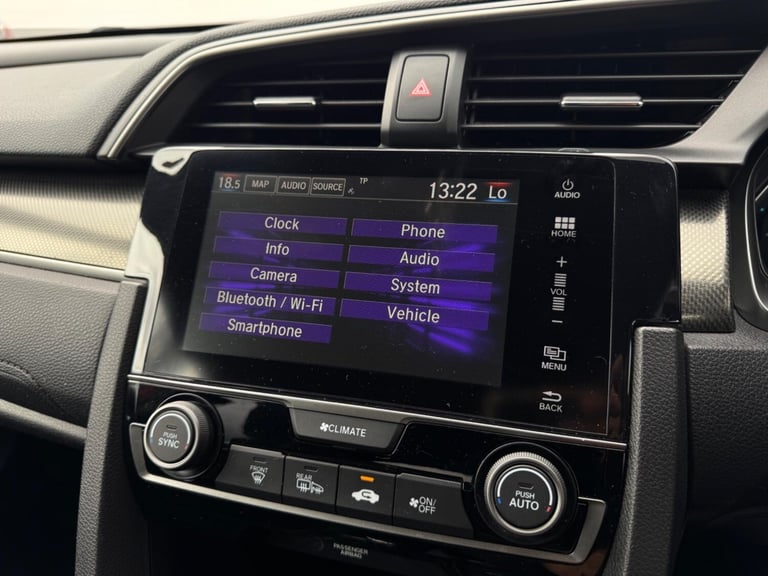 18.5 MAP AUDIO SOURCE TP 13:22 Lo
Clock
Phone
Info
Audio
Camera
System
Bluetooth / Wi-Fi
Vehicle
Smartphone
AUDIO
HOME
+
VOL
−
MENU
BACK
CLIMATE
PUSH
SYNC
FRONT
REAR
ON/
OFF
PUSH
AUTO
PASSENGER
AIRBAG